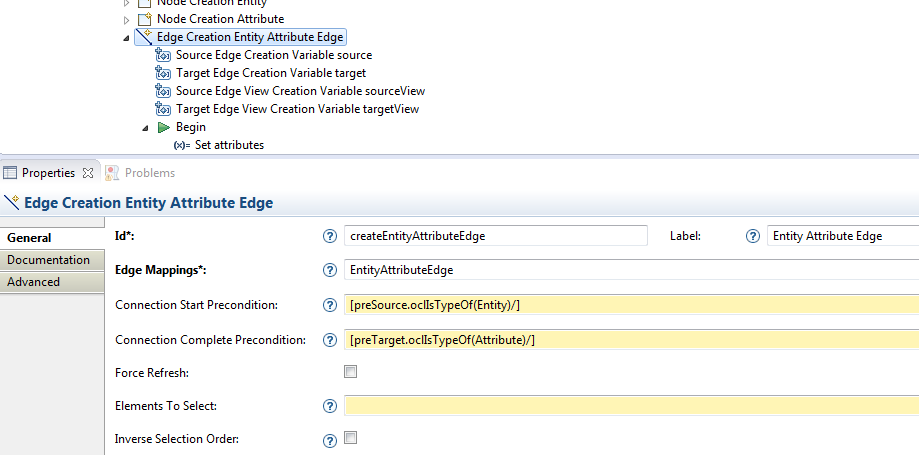 Node Creation Entity
Node Creation Attribute
Edge Creation Entity Attribute Edge
Source Edge Creation Variable source
Target Edge Creation Variable target
Source Edge View Creation Variable sourceView
Target Edge View Creation Variable targetView
Begin
(x)= Set attributes
Properties Problems
Edge Creation Entity Attribute Edge
General
Documentation
Advanced
Id*: ? createEntityAttributeEdge Label: ? Entity Attribute Edge
Edge Mappings*: ? EntityAttributeEdge
Connection Start Precondition: ? [preSource.oclIsTypeOf(Entity)/]
Connection Complete Precondition: ? [preTarget.oclIsTypeOf(Attribute)/]
Force Refresh: ?
Elements To Select: ?
Inverse Selection Order: ?